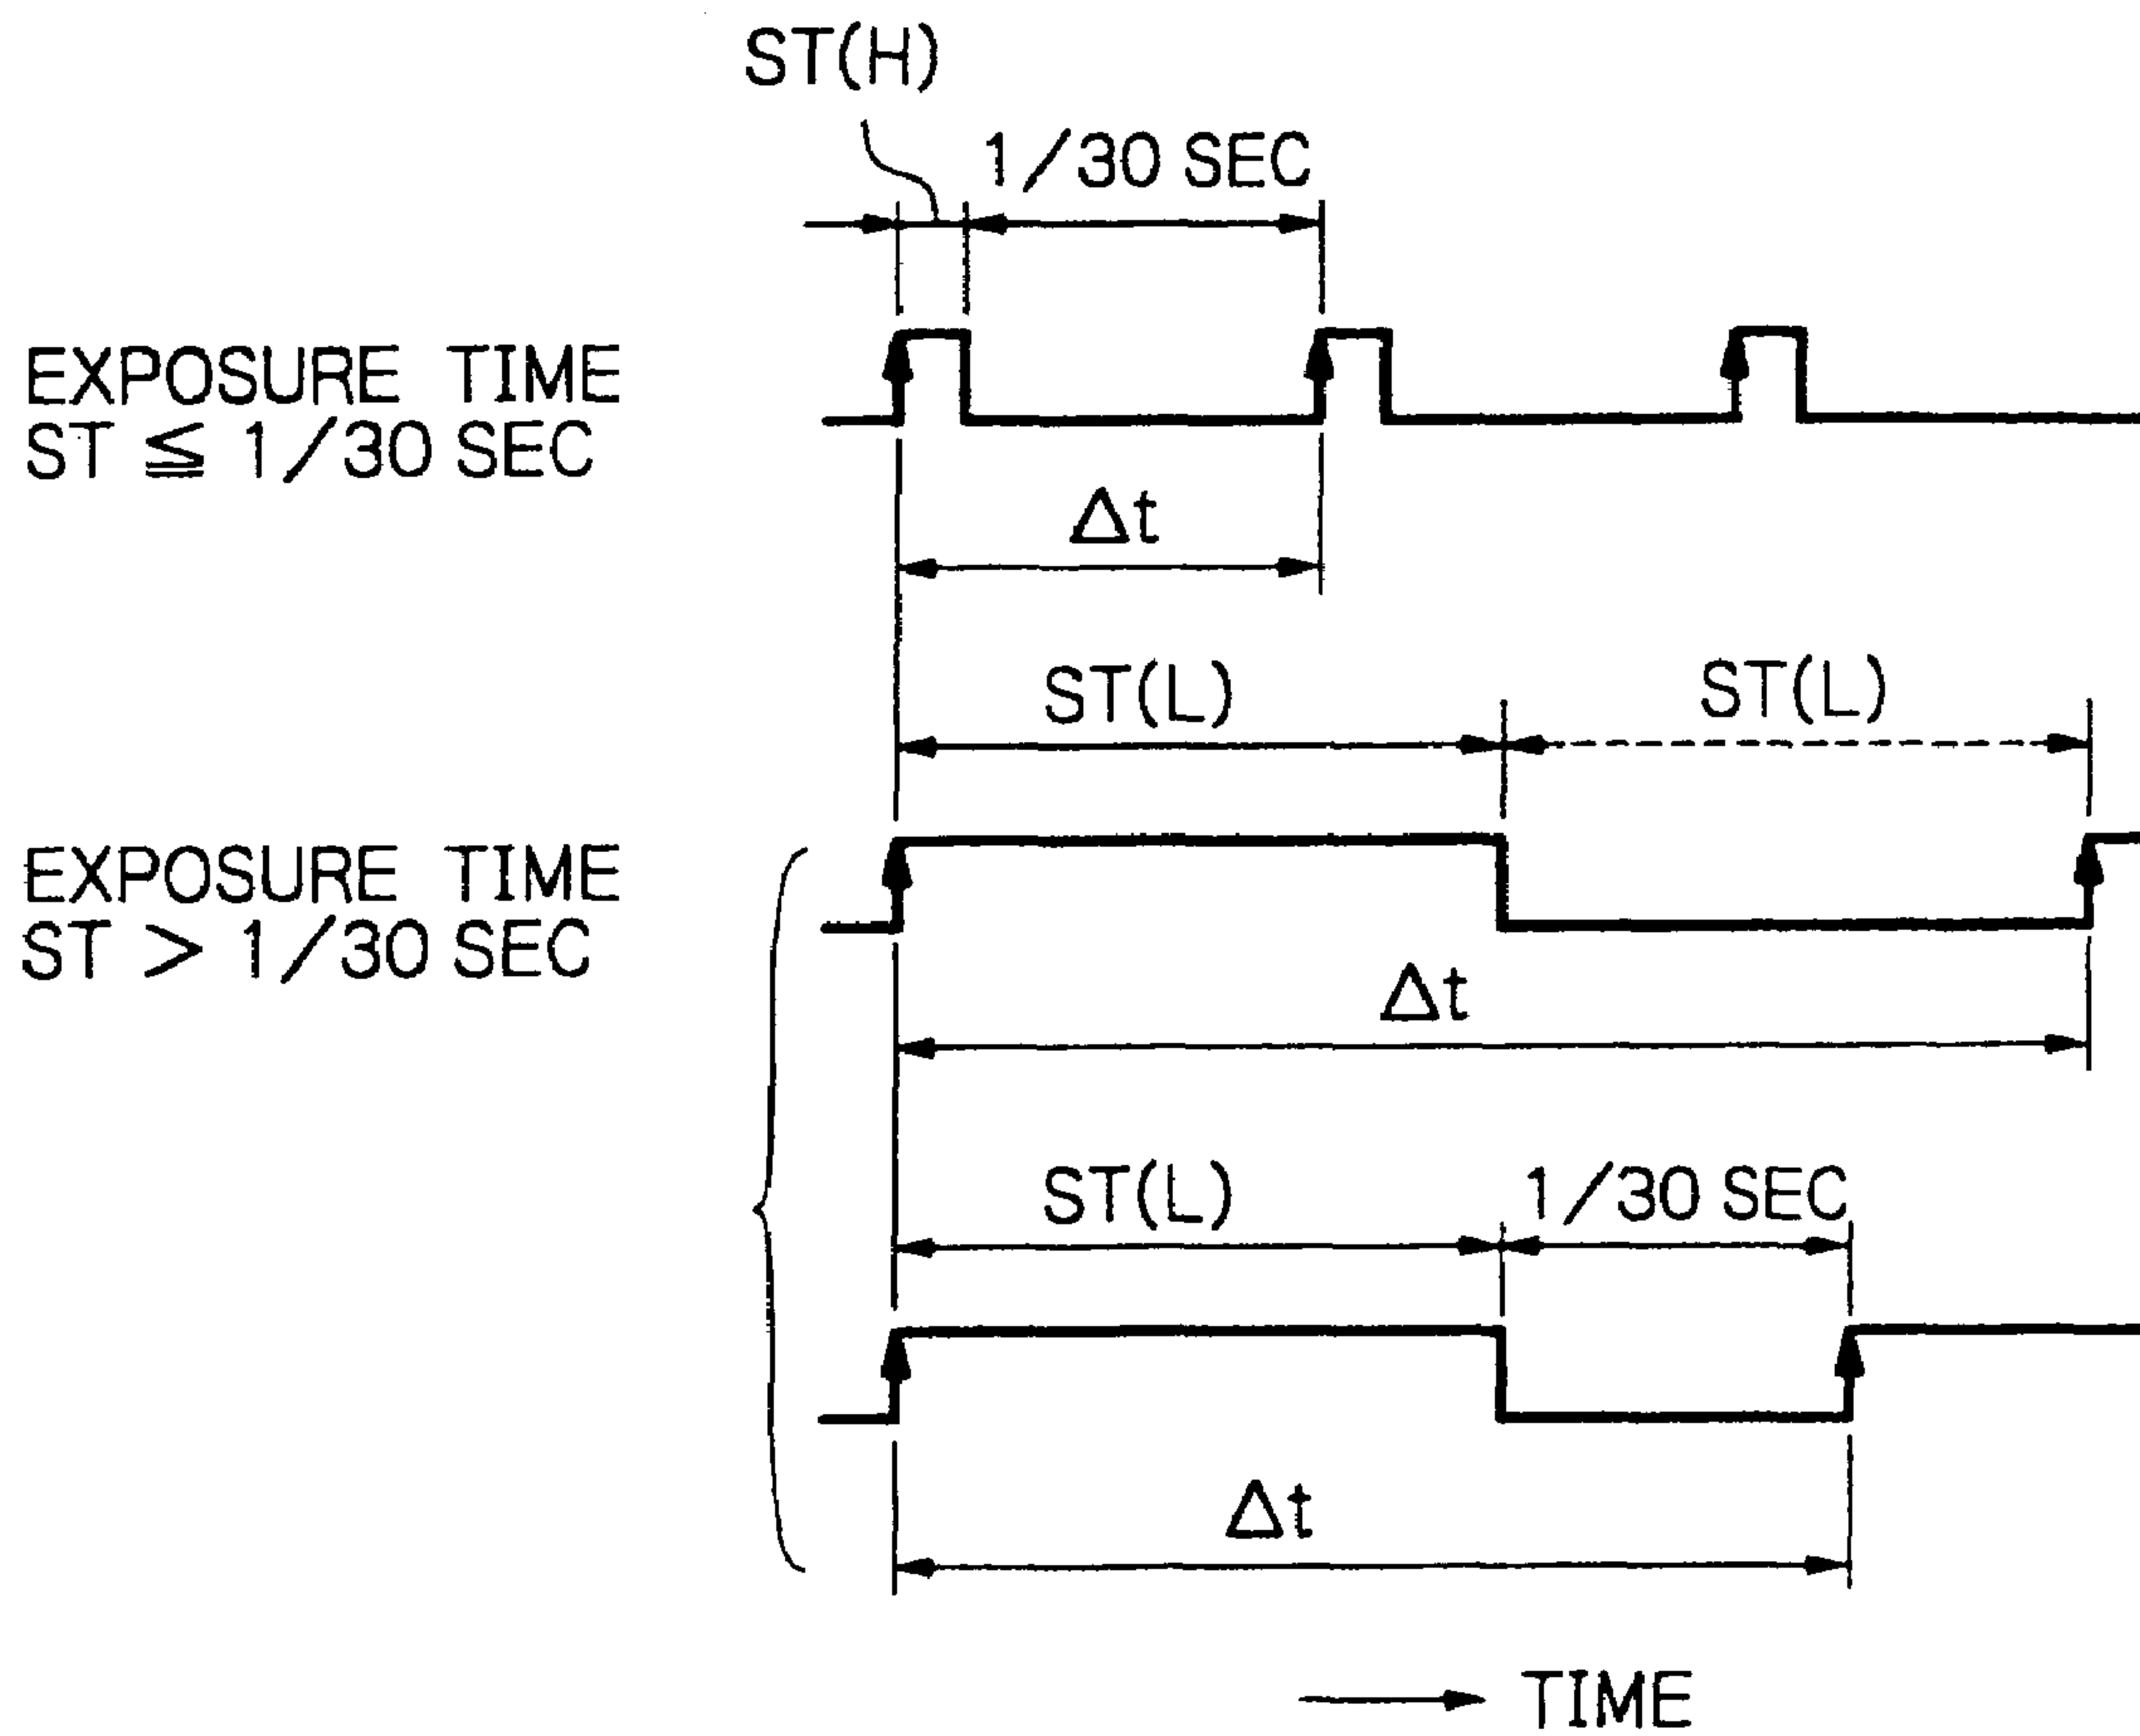 ST(H)
1/30 SEC
EXPOSURE TIME
ST ≦ 1/30 SEC
Δt
ST(L)
ST(L)
EXPOSURE TIME
ST > 1/30 SEC
Δt
ST(L)
1/30 SEC
Δt
TIME